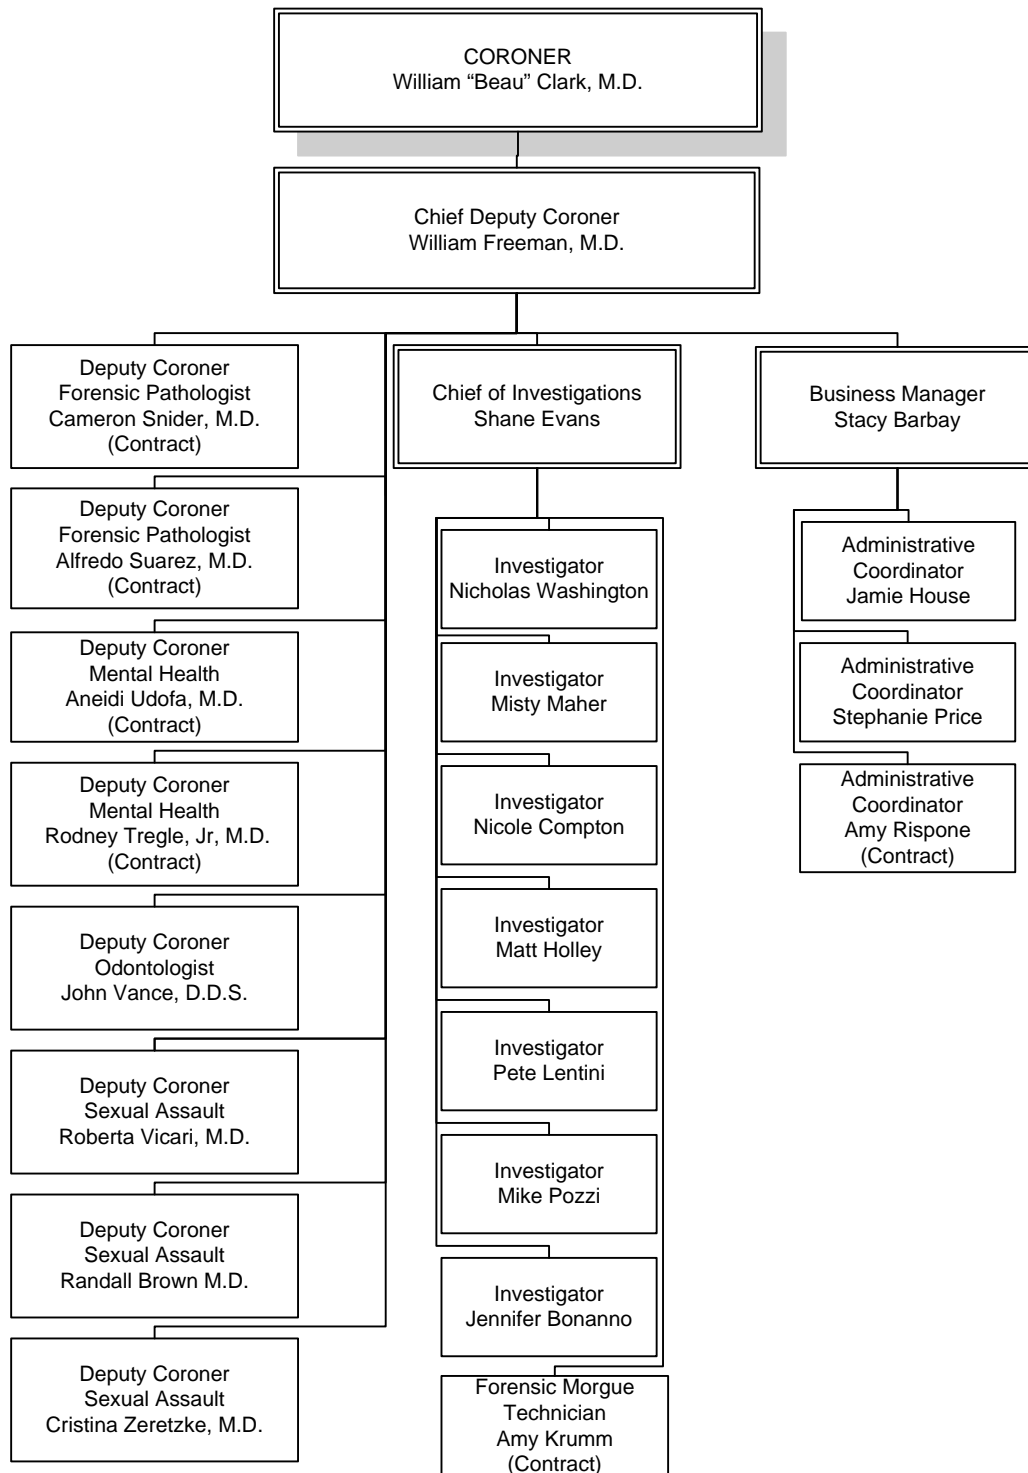 CORONER
William “Beau” Clark, M.D.
Chief Deputy Coroner
William Freeman, M.D.
Deputy Coroner
Forensic Pathologist
Cameron Snider, M.D.
(Contract)
Deputy Coroner
Forensic Pathologist
Alfredo Suarez, M.D.
(Contract)
Deputy Coroner
Mental Health
Aneidi Udofa, M.D.
(Contract)
Deputy Coroner
Mental Health
Rodney Tregle, Jr, M.D.
(Contract)
Deputy Coroner
Odontologist
John Vance, D.D.S.
Deputy Coroner
Sexual Assault
Roberta Vicari, M.D.
Deputy Coroner
Sexual Assault
Randall Brown M.D.
Deputy Coroner
Sexual Assault
Cristina Zeretzke, M.D.
Chief of Investigations
Shane Evans
Investigator
Nicholas Washington
Investigator
Misty Maher
Investigator
Nicole Compton
Investigator
Matt Holley
Investigator
Pete Lentini
Investigator
Mike Pozzi
Investigator
Jennifer Bonanno
Forensic Morgue
Technician
Amy Krumm
(Contract)
Business Manager
Stacy Barbay
Administrative
Coordinator
Jamie House
Administrative
Coordinator
Stephanie Price
Administrative
Coordinator
Amy Rispone
(Contract)